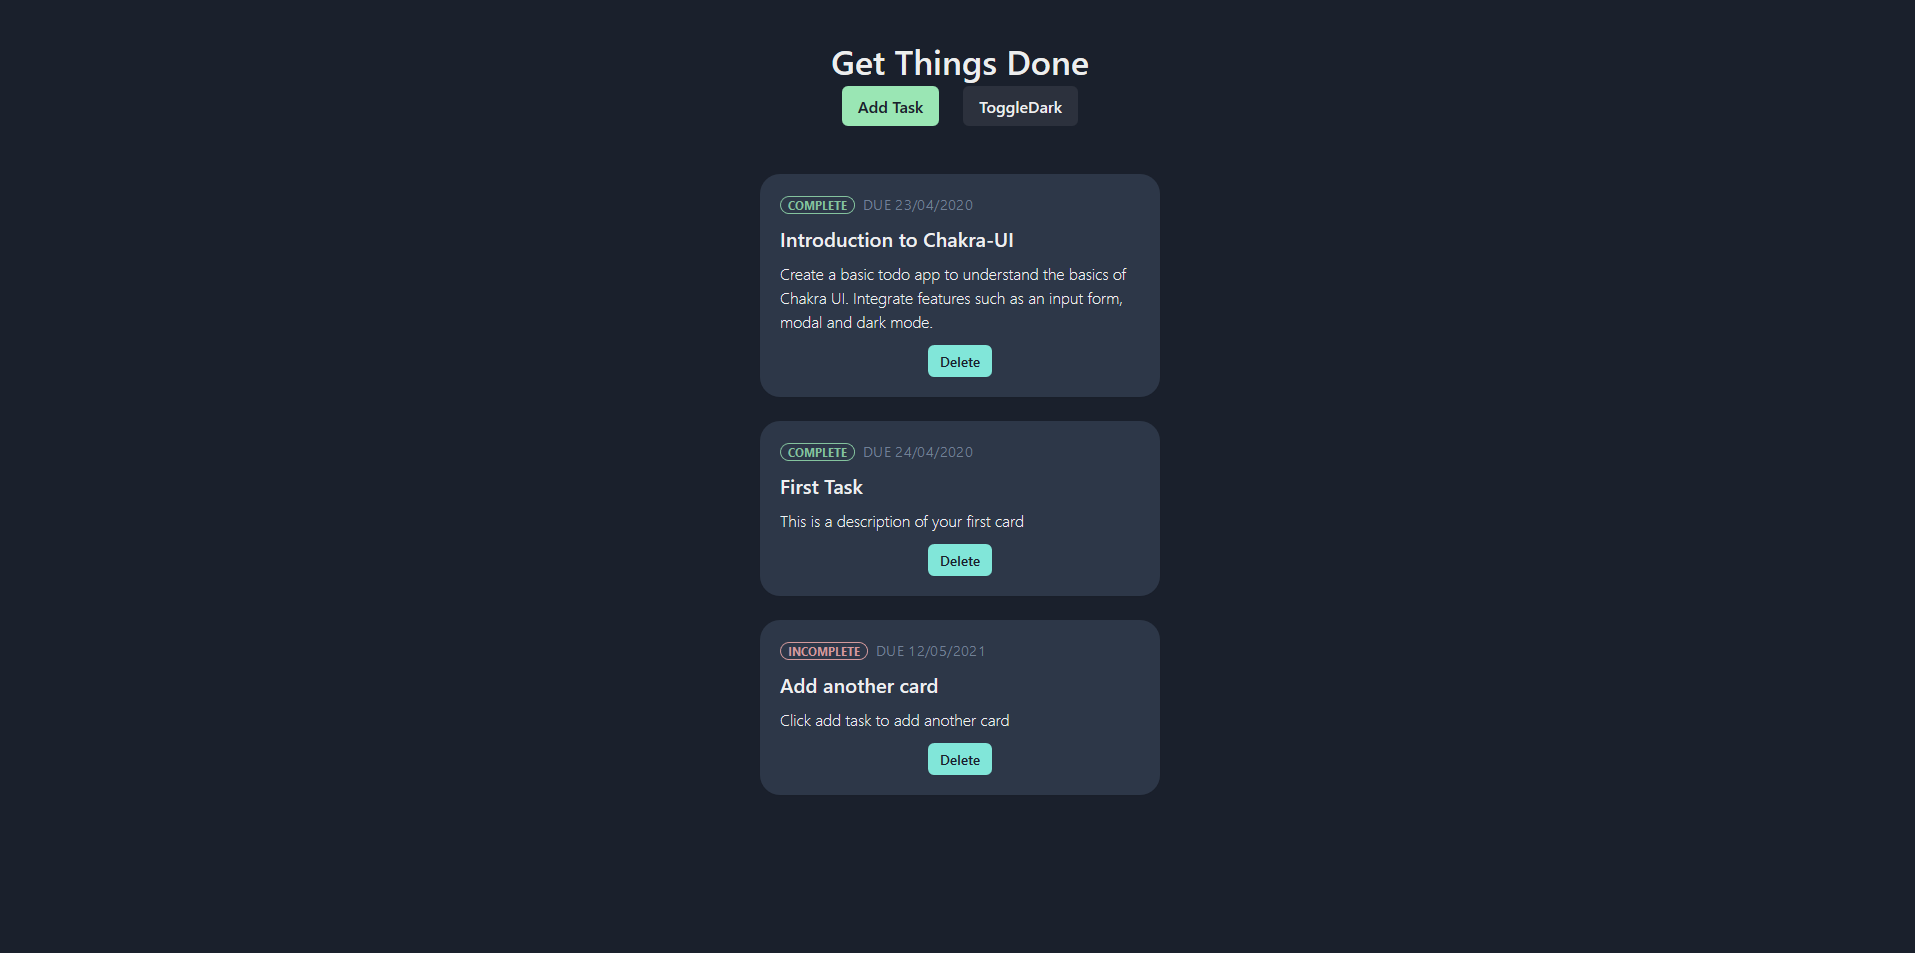 Get Things Done
Add Task ToggleDark
COMPLETE DUE 23/04/2020
Introduction to Chakra-UI
Create a basic todo app to understand the basics of
Chakra UI. Integrate features such as an input form,
modal and dark mode.
Delete
COMPLETE DUE 24/04/2020
First Task
This is a description of your first card
Delete
INCOMPLETE DUE 12/05/2021
Add another card
Click add task to add another card
Delete